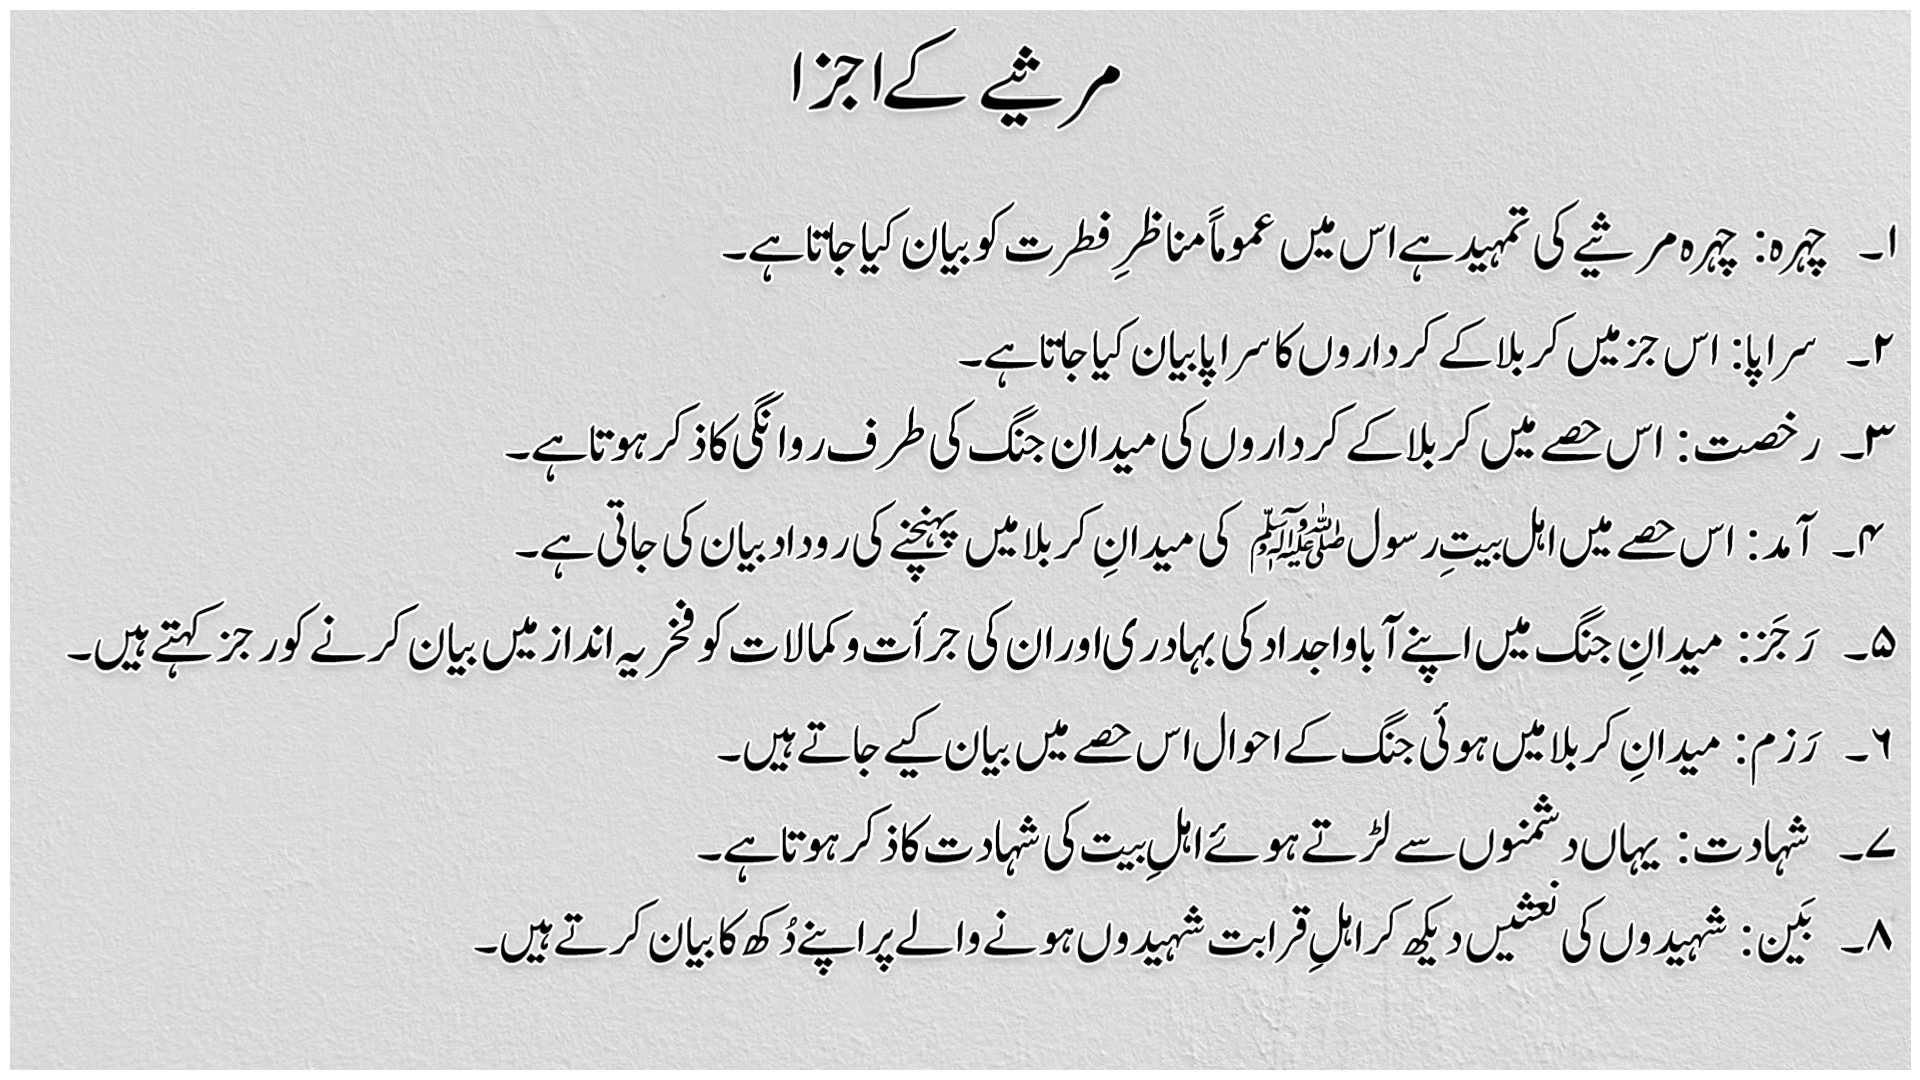 مرثیے کے اجزا
۱۔ چہرہ: چہرہ مرثیے کی تمہید ہے اس میں عموماً مناظرِ فطرت کو بیان کیا جاتا ہے۔
۲۔ سراپا: اس جز میں کربلا کے کرداروں کا سراپا بیان کیا جاتا ہے۔
۳۔ رخصت: اس حصے میں کربلا کے کرداروں کی میدان جنگ کی طرف روانگی کا ذکر ہوتا ہے۔
۴۔ آمد: اس حصے میں اہل بیتِ رسول ﷺ کی میدانِ کربلا میں پہنچنے کی روداد بیان کی جاتی ہے۔
۵۔ رَجَز: میدانِ جنگ میں اپنے آباو اجداد کی بہادری اور ان کی جرأت و کمالات کو فخریہ انداز میں بیان کرنے کو رجز کہتے ہیں۔
۶۔ رَزم: میدانِ کربلا میں ہوئی جنگ کے احوال اس حصے میں بیان کیے جاتے ہیں۔
۷۔ شہادت: یہاں دشمنوں سے لڑتے ہوئے اہلِ بیت کی شہادت کا ذکر ہوتا ہے۔
۸۔ بَین: شہیدوں کی نعشیں دیکھ کر اہلِ قرابت شہیدوں ہونے والے پر اپنے دُکھ کا بیان کرتے ہیں۔